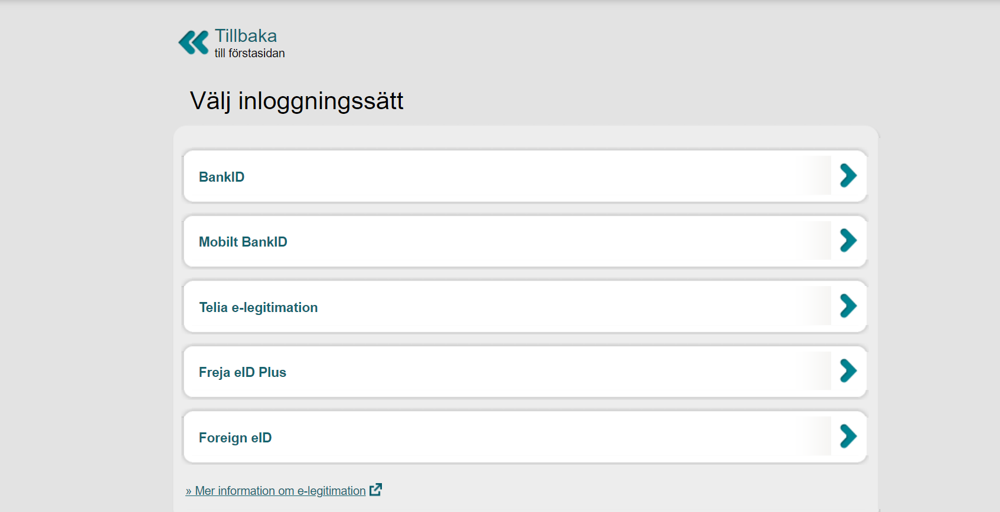 Tillbaka
till förstasidan
Välj inloggningssätt
BankID
Mobilt BankID
Telia e-legitimation
Freja eID Plus
Foreign eID
» Mer information om e-legitimation